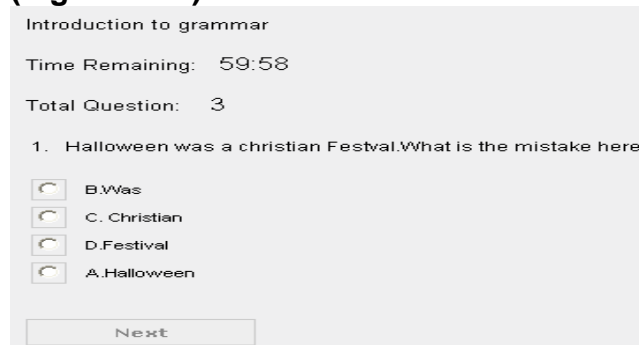 Introduction to grammar
Time Remaining: 59:58
Total Question: 3
1. Halloween was a christian Festval.What is the mistake here
B.Was
C. Christian
D.Festival
A.Halloween
Next